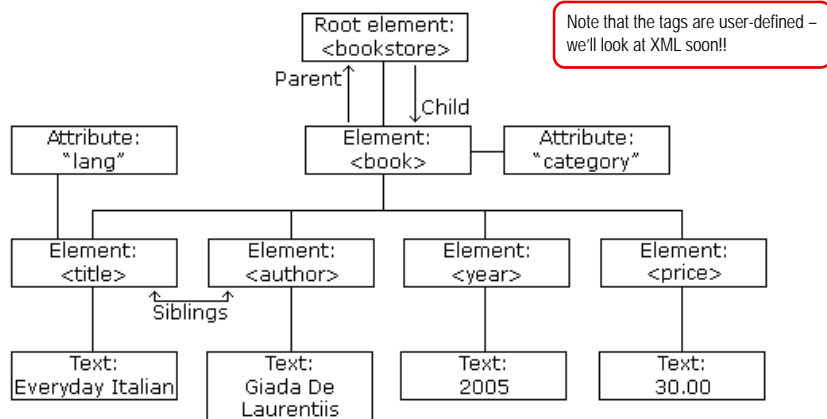 Root element:
<bookstore>
Note that the tags are user-defined –
we'll look at XML soon!!
Parent
Child
Attribute:
"lang"
Element:
<book>
Attribute:
"category"
Element:
<title>
Element:
<author>
Element:
<year>
Element:
<price>
Siblings
Text:
Everyday Italian
Text:
Giada De
Laurentiis
Text:
2005
Text:
30.00